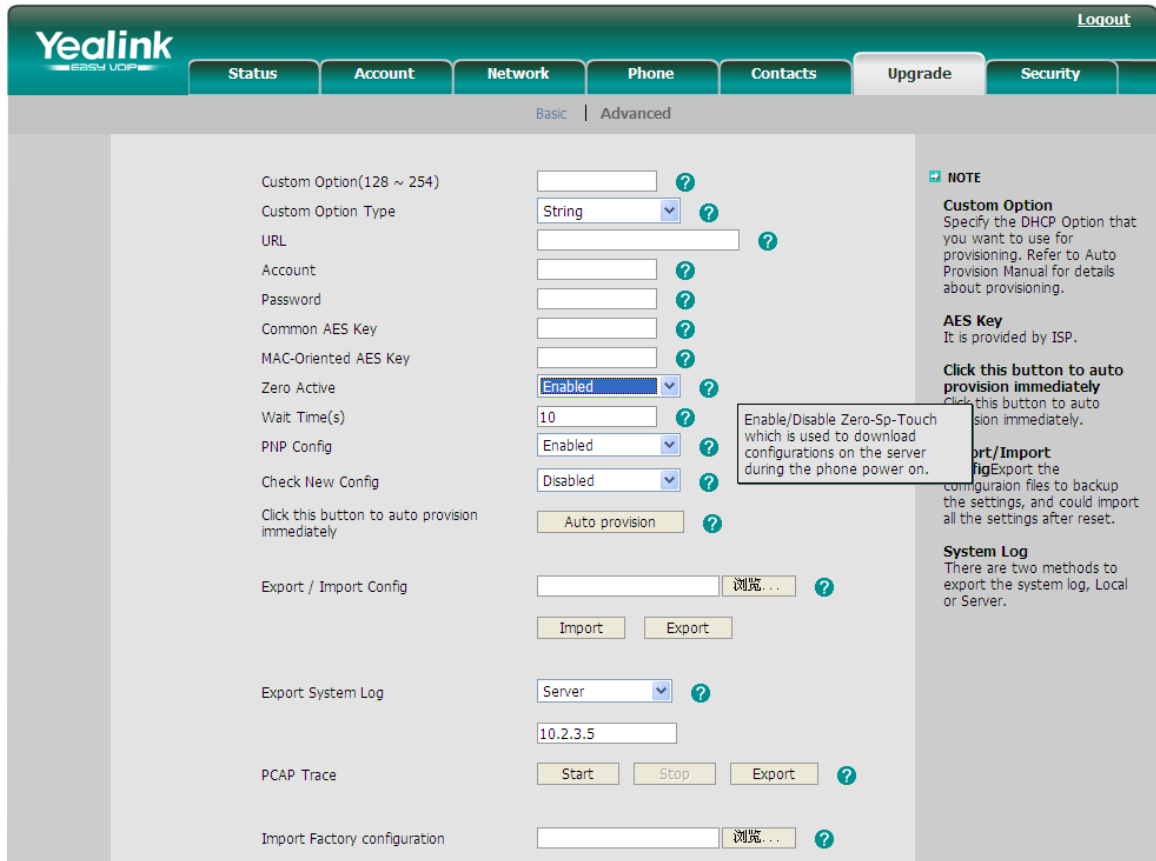 Logout
Yealink
EASY VOIP
Status Account Network Phone Contacts Upgrade Security
Basic | Advanced
Custom Option(128 ~ 254)
Custom Option Type String
URL
Account
Password
Common AES Key
MAC-Oriented AES Key
Zero Active Enabled
Wait Time(s) 10
PNP Config Enabled
Check New Config Disabled
Click this button to auto provision
immediately
Auto provision
Export / Import Config 浏览...
Import Export
Export System Log Server
10.2.3.5
PCAP Trace Start Stop Export
Import Factory configuration 浏览...
Enable/Disable Zero-Sp-Touch
which is used to download
configurations on the server
during the phone power on.
NOTE
Custom Option
Specify the DHCP Option that
you want to use for
provisioning. Refer to Auto
Provision Manual for details
about provisioning.
AES Key
It is provided by ISP.
Click this button to auto
provision immediately
Click this button to auto
immediately.
/Import
Export the
configuraion files to backup
the settings, and could import
all the settings after reset.
System Log
There are two methods to
export the system log, Local
or Server.